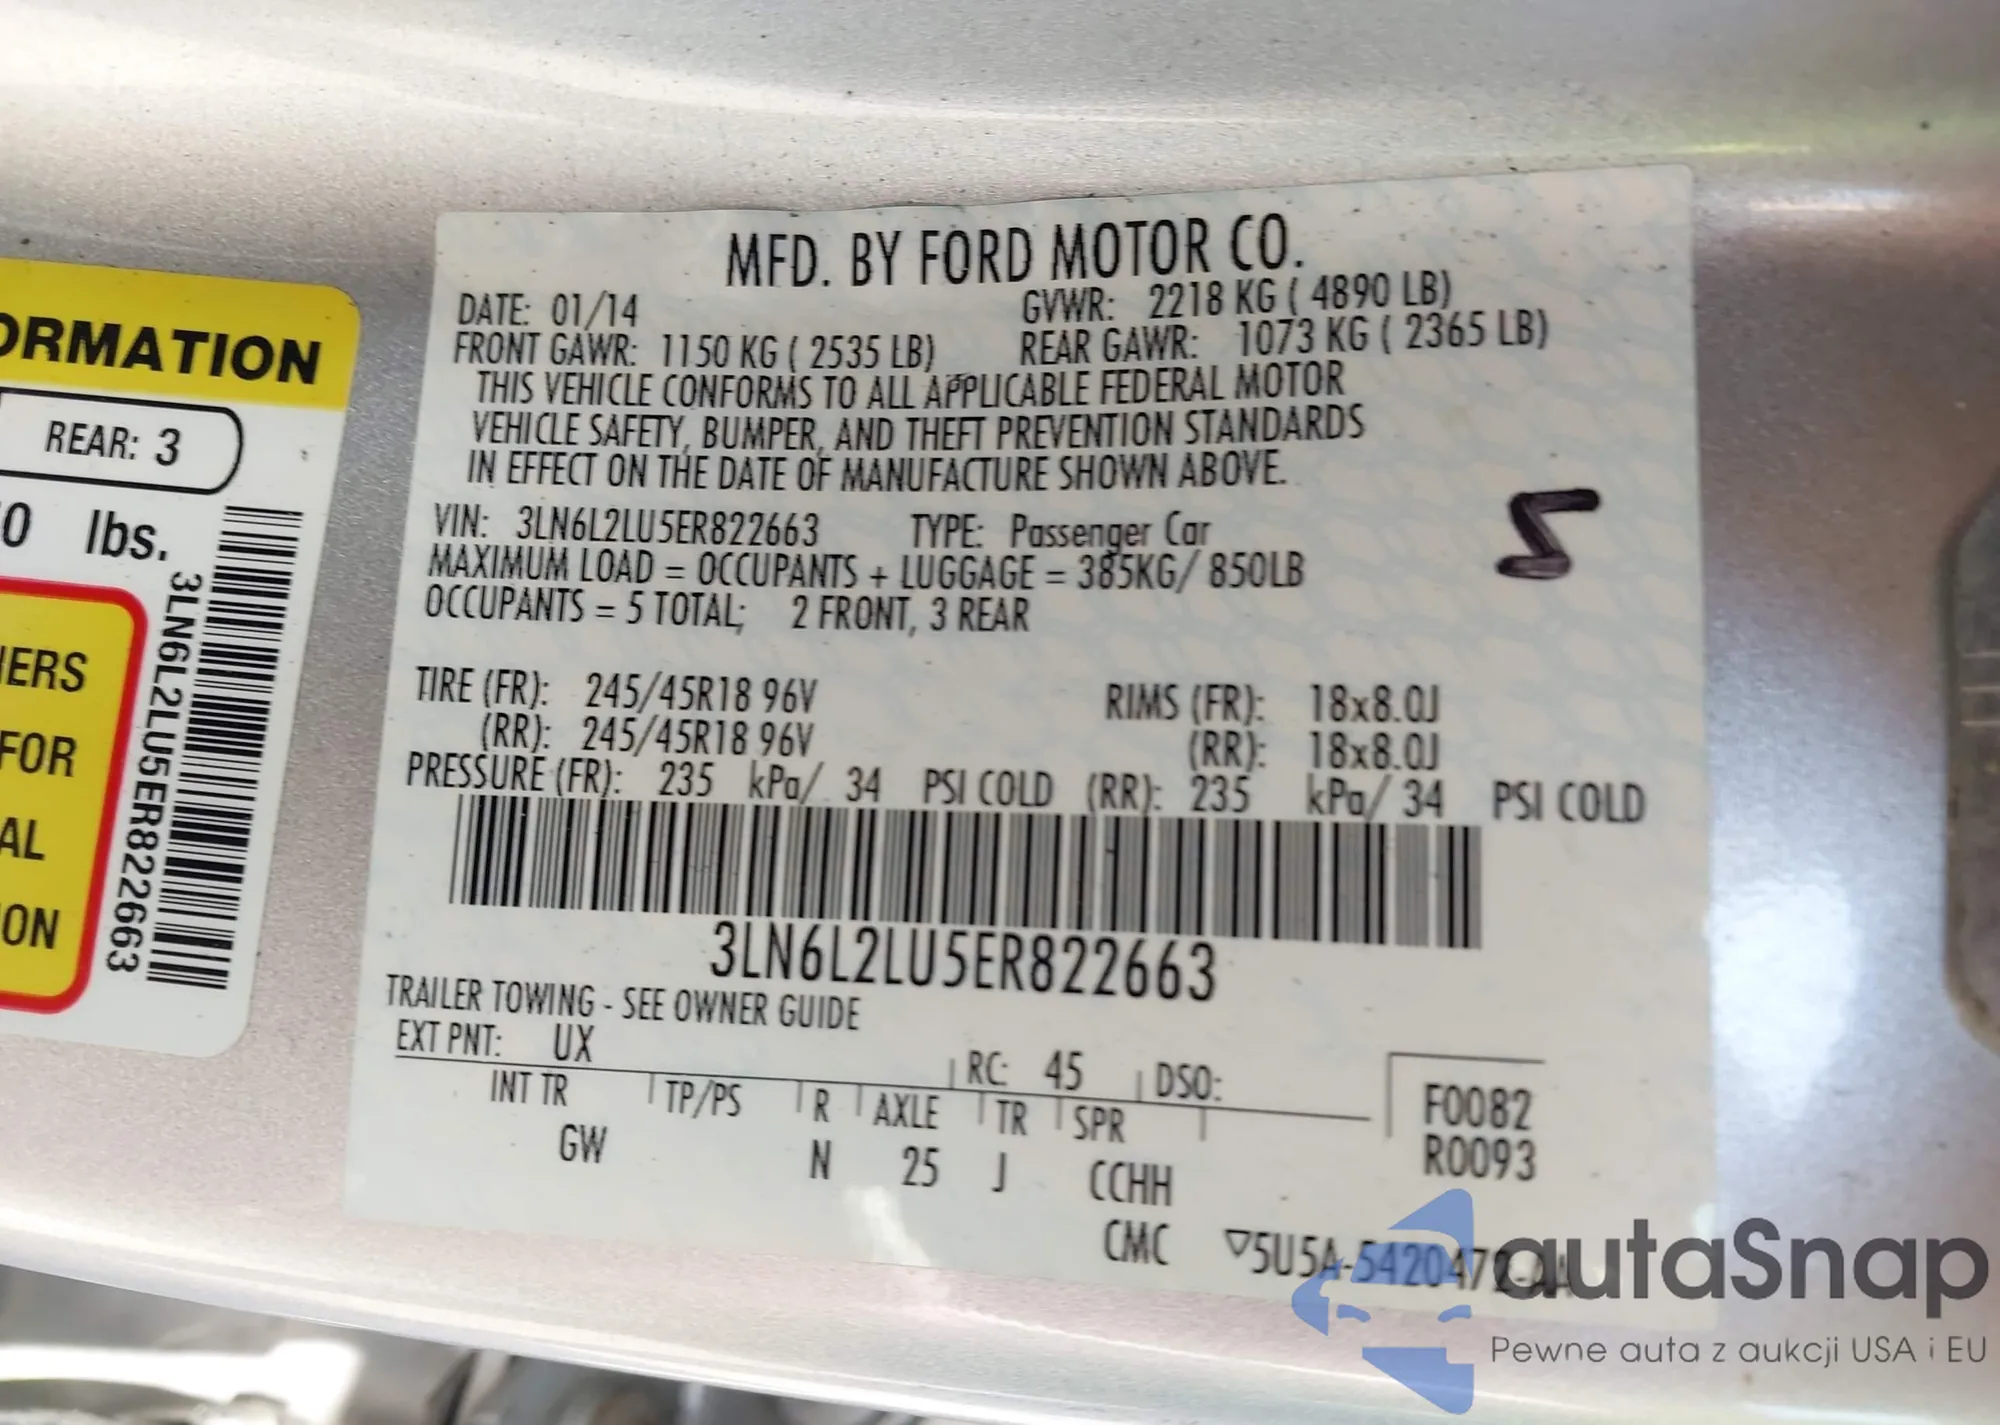 ORMATION
REAR: 3
0 lbs.
3LN6L2LU5ER822663
IERS
FOR
AL
ON
MFD. BY FORD MOTOR CO.
DATE: 01/14 GVWR: 2218 KG ( 4890 LB)
FRONT GAWR: 1150 KG ( 2535 LB) REAR GAWR: 1073 KG ( 2365 LB)
THIS VEHICLE CONFORMS TO ALL APPLICABLE FEDERAL MOTOR
VEHICLE SAFETY, BUMPER, AND THEFT PREVENTION STANDARDS
IN EFFECT ON THE DATE OF MANUFACTURE SHOWN ABOVE.
VIN: 3LN6L2LU5ER822663 TYPE: Passenger Car
MAXIMUM LOAD = OCCUPANTS + LUGGAGE = 385KG/ 850LB
OCCUPANTS = 5 TOTAL; 2 FRONT, 3 REAR
TIRE (FR): 245/45R18 96V RIMS (FR): 18x8.0J
(RR): 245/45R18 96V (RR): 18x8.0J
PRESSURE (FR): 235 kPa/ 34 PSI COLD (RR): 235 kPa/ 34 PSI COLD
3LN6L2LU5ER822663
TRAILER TOWING - SEE OWNER GUIDE
EXT PNT: UX RC: 45 DSO:
INT TR TP/PS R AXLE TR SPR
GW N 25 J CCHH
CMC
F0082
R0093
▽5U5A-5420472-AA
autaSnap
Pewne auta z aukcji USA i EU